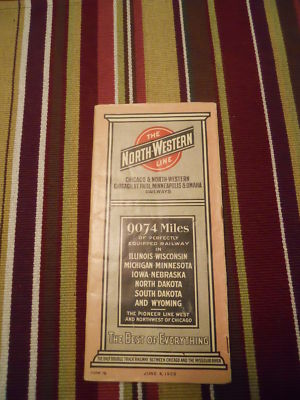 THE
NORTH-WESTERN
LINE
CHICAGO & NORTH-WESTERN
CHICAGO, ST. PAUL, MINNEAPOLIS & OMAHA
RAILWAYS
9074 Miles
OF PERFECTLY
EQUIPPED RAILWAY
IN
ILLINOIS-WISCONSIN
MICHIGAN-MINNESOTA
IOWA-NEBRASKA
NORTH DAKOTA
SOUTH DAKOTA
AND WYOMING
THE PIONEER LINE WEST
AND NORTHWEST OF CHICAGO
THE BEST OF EVERYTHING
THE ONLY DOUBLE TRACK RAILWAY BETWEEN CHICAGO AND THE MISSOURI RIVER